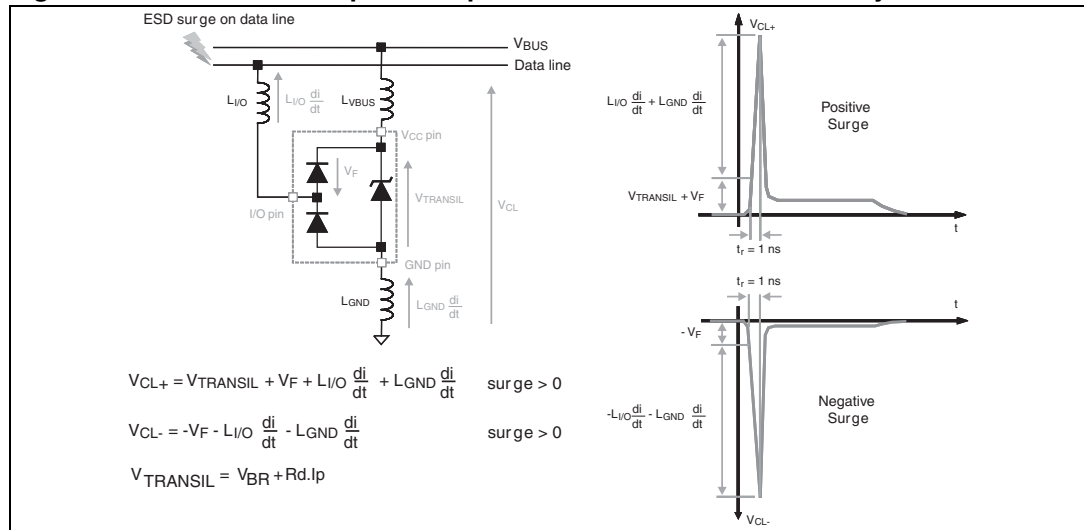 ESD surge on data line
VBUS
Data line
LI/O
LI/O di/dt
LVBUS
VCC pin
VF
VTRANSIL
VCL
I/O pin
GND pin
LGND
LGND di/dt
VCL+ = VTRANSIL + VF + LI/O di/dt + LGND di/dt surge > 0
VCL- = -VF - LI/O di/dt - LGND di/dt surge > 0
VTRANSIL = VBR + Rd.Ip
VCL+
LI/O di/dt + LGND di/dt
Positive
Surge
VTRANSIL + VF
t
tr = 1 ns
tr = 1 ns
t
- VF
-LI/O di/dt - LGND di/dt
Negative
Surge
VCL-